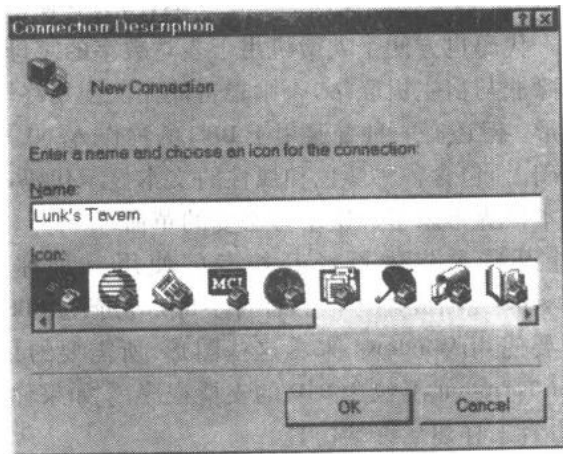 Connection Description
New Connection
Enter a name and choose an icon for the connection:
Name:
Lunk's Tavern
Icon:
MCI
OK
Cancel